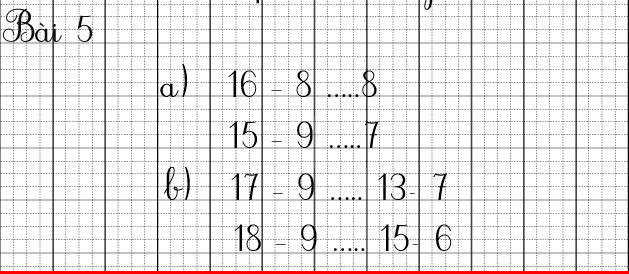 Bài 5
a) 16 - 8 .....8
15 - 9 .....7
b) 17 - 9 ..... 13- 7
18 - 9 ..... 15- 6